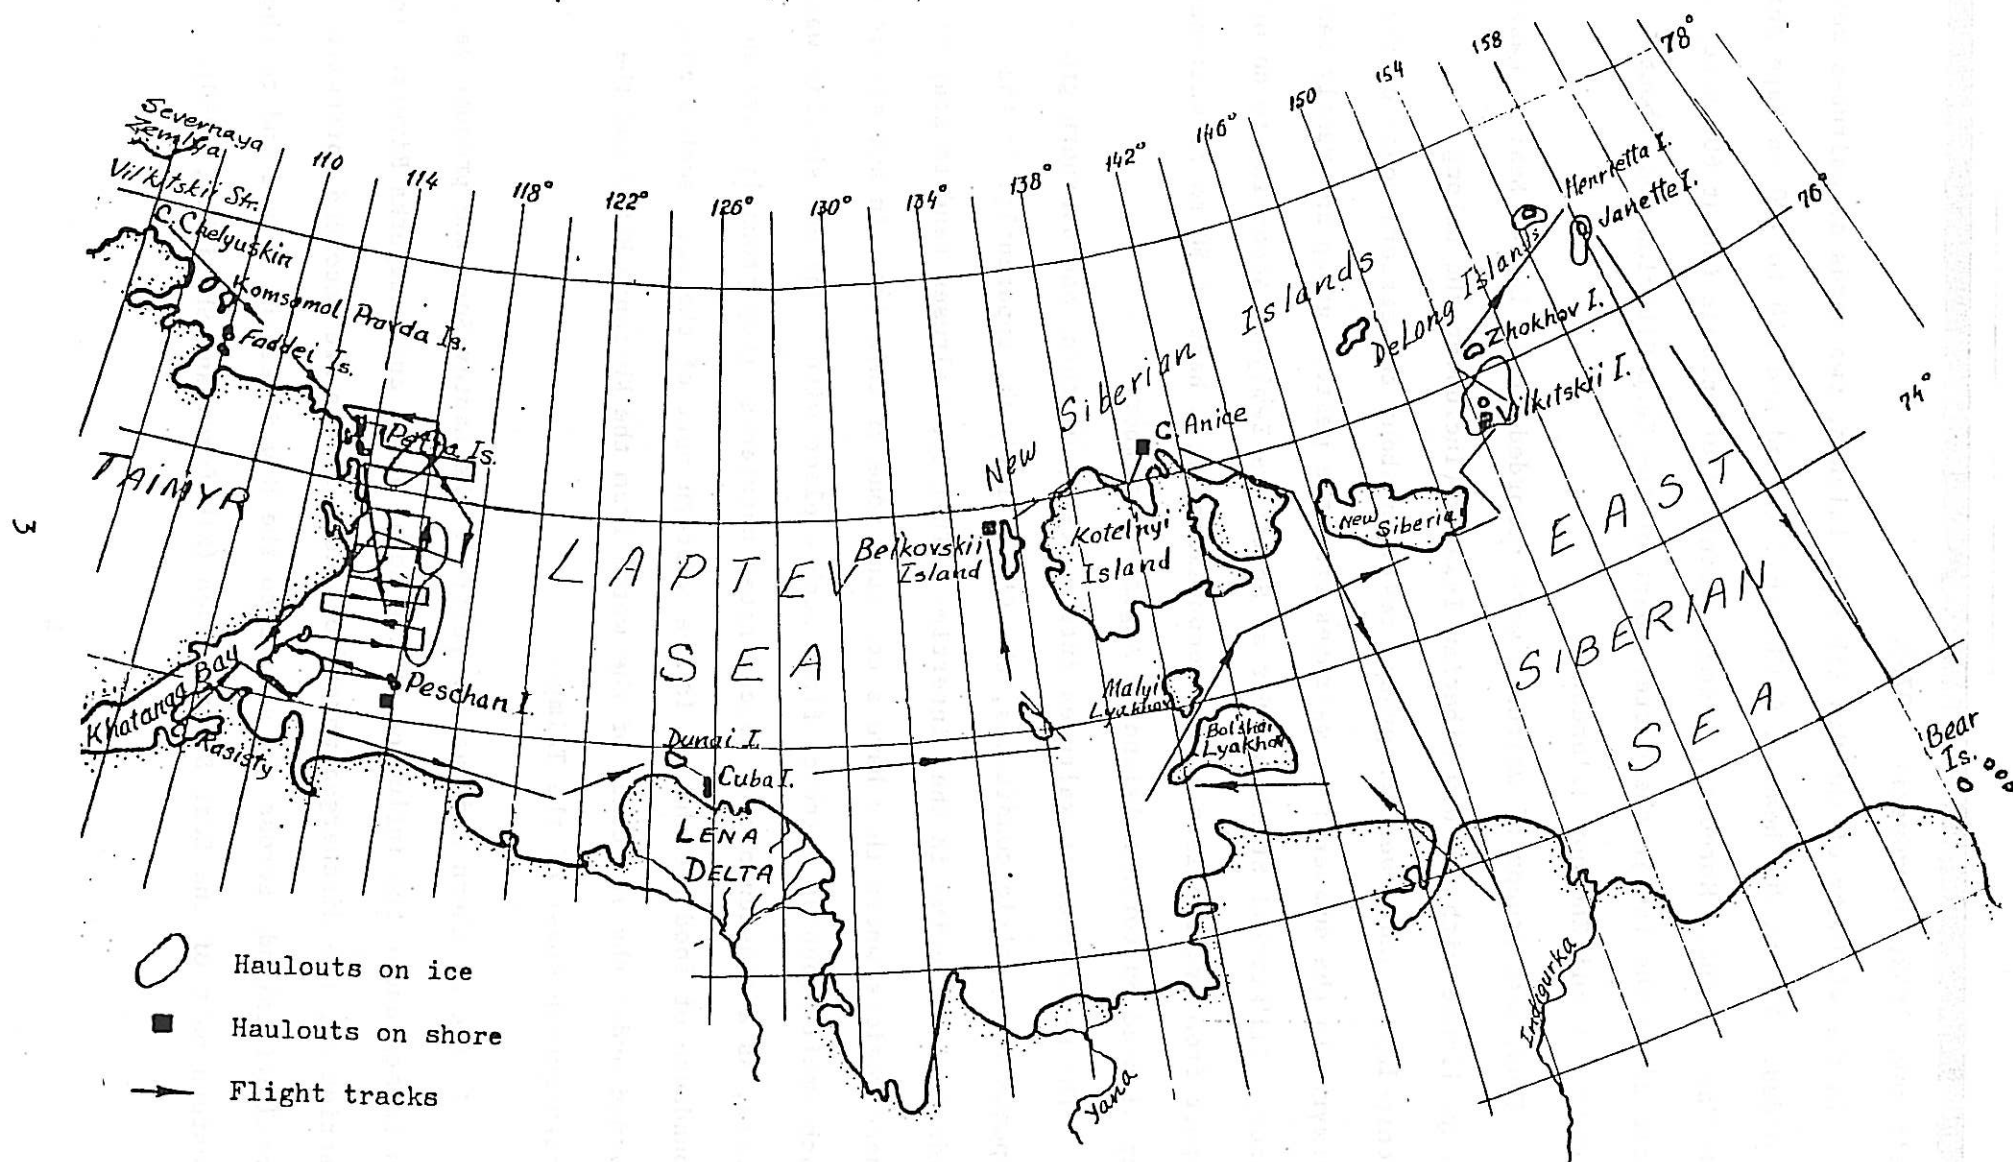 Severnaya
Zemlya
Vil'kitskii Str.
C. Chelyuskin
Komsomol Pravda Is.
Faddei Is.
110
114
118°
122°
126°
130°
134°
138°
142°
146°
150
154
158
78°
76°
74°
Henrietta I.
Janette I.
DeLong Islands
Zhokhov I.
Vilkitskii I.
New Siberian Islands
C. Anice
Petra Is.
TAIMYR
3
Belkovskii
Island
Kotelnyi
Island
New Siberia
LAPTEV
SEA
EAST
SIBERIAN
SEA
Khatanga Bay
Kasisty
Peschan I.
Malyi
Lyakhov
Bol'shoi
Lyakhov
Dunai I.
Cuba I.
LENA
DELTA
Bear
Is.
Indigurka
Yana
Haulouts on ice
Haulouts on shore
Flight tracks